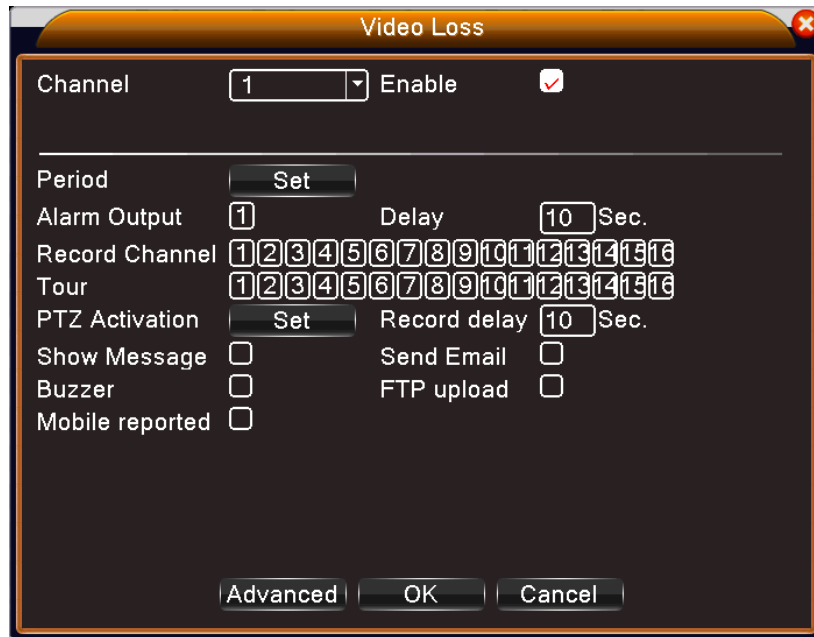 Video Loss
Channel 1 Enable
Period Set
Alarm Output 1 Delay 10 Sec.
Record Channel 1 2 3 4 5 6 7 8 9 10 11 12 13 14 15 16
Tour 1 2 3 4 5 6 7 8 9 10 11 12 13 14 15 16
PTZ Activation Set Record delay 10 Sec.
Show Message Send Email
Buzzer FTP upload
Mobile reported
Advanced OK Cancel